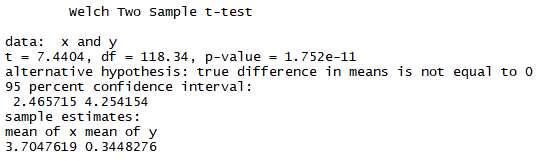 Welch Two Sample t-test
data:  x and y
t = 7.4404, df = 118.34, p-value = 1.752e-11
alternative hypothesis: true difference in means is not equal to 0
95 percent confidence interval:
2.465715 4.254154
sample estimates:
mean of x mean of y
3.7047619 0.3448276